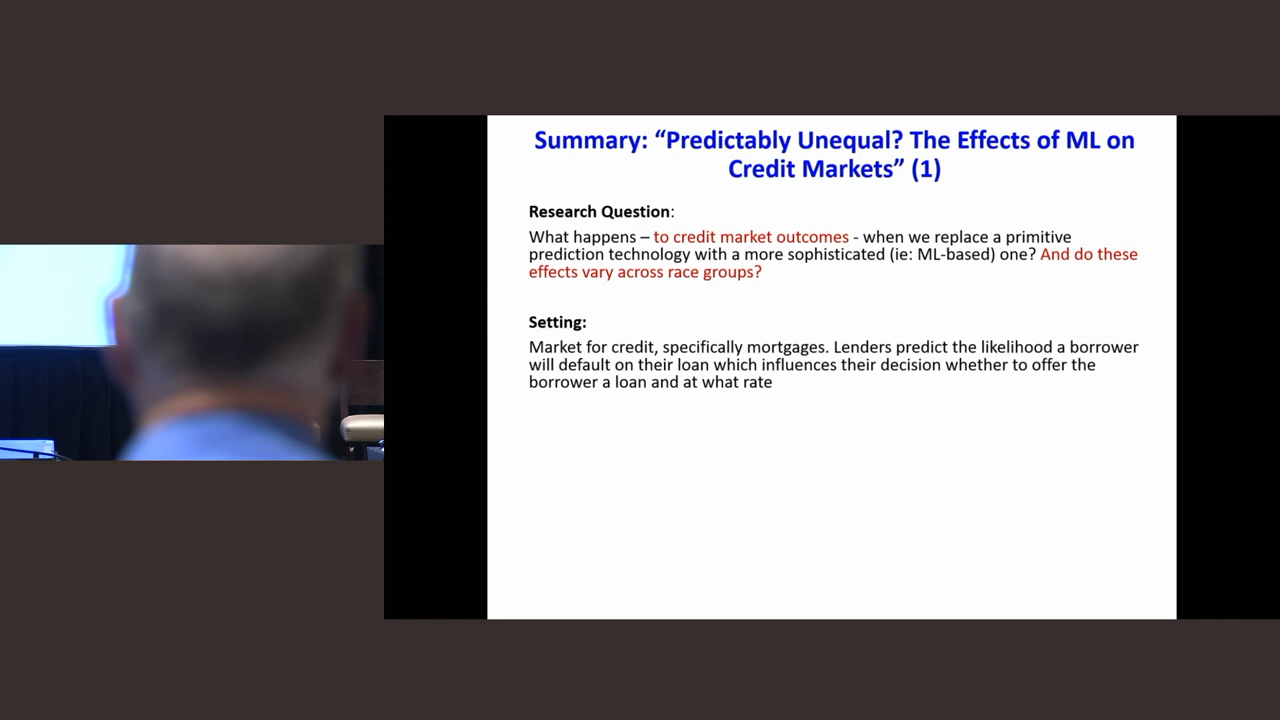 Summary: “Predictably Unequal? The Effects of ML on
Credit Markets” (1)
Research Question:
What happens – to credit market outcomes - when we replace a primitive
prediction technology with a more sophisticated (ie: ML-based) one? And do these
effects vary across race groups?
Setting:
Market for credit, specifically mortgages. Lenders predict the likelihood a borrower
will default on their loan which influences their decision whether to offer the
borrower a loan and at what rate